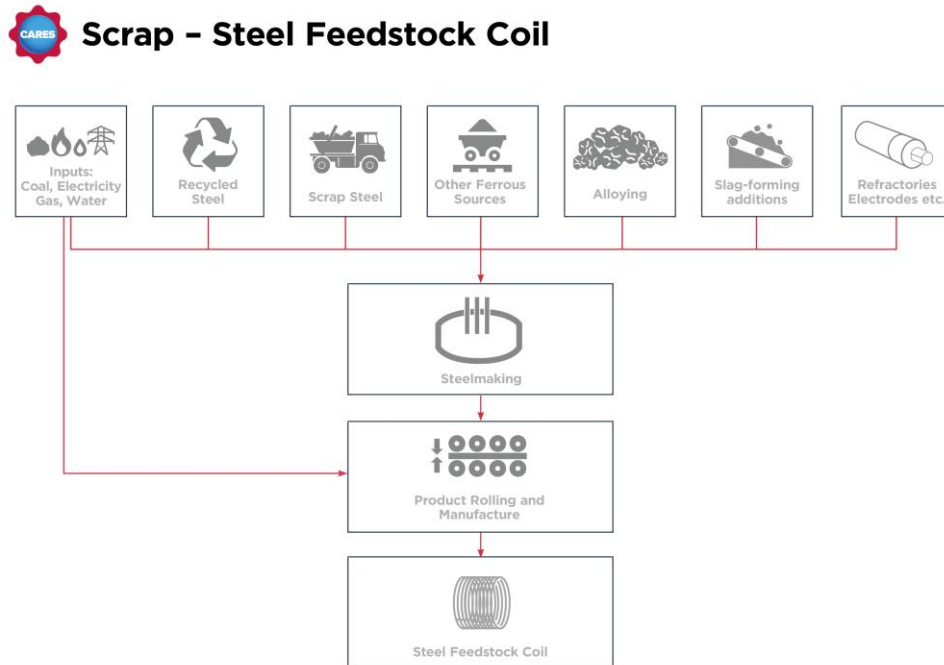 CARES
Scrap – Steel Feedstock Coil
Inputs:
Coal, Electricity
Gas, Water
Recycled
Steel
Scrap Steel
Other Ferrous
Sources
Alloying
Slag-forming
additions
Refractories
Electrodes etc.
Steelmaking
Product Rolling and
Manufacture
Steel Feedstock Coil